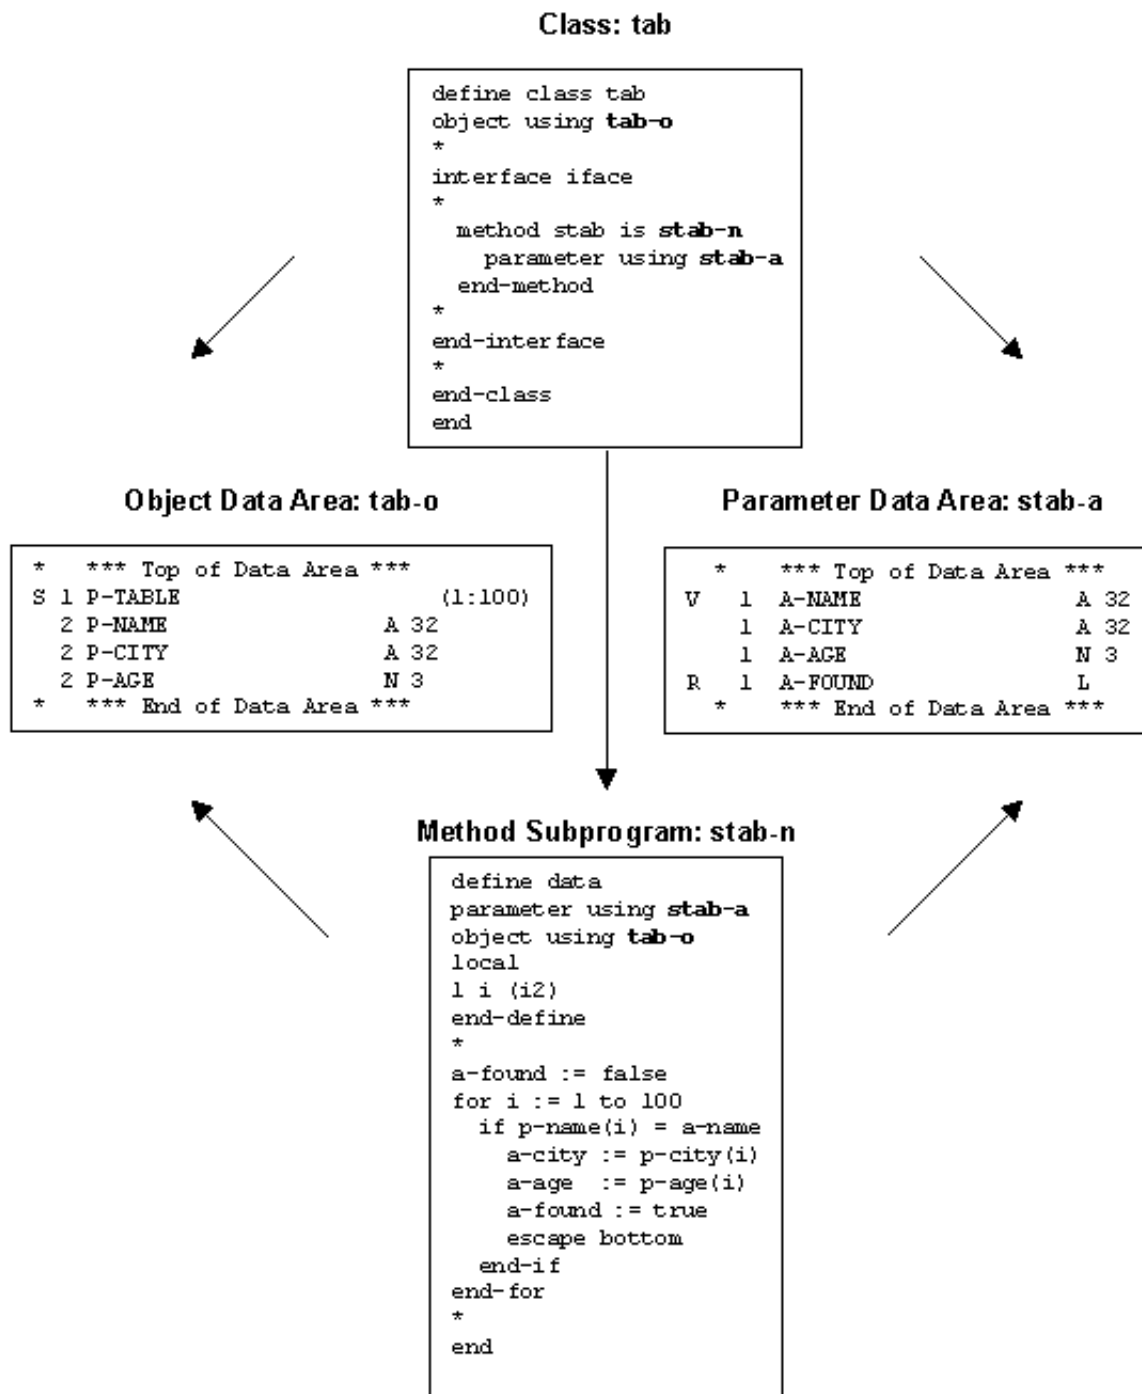 Class: tab
define class tab
object using tab-o
*
interface iface
*
method stab is stab-n
parameter using stab-a
end-method
*
end-interface
*
end-class
end
Object Data Area: tab-o
* *** Top of Data Area ***
S 1 P-TABLE (1:100)
2 P-NAME A 32
2 P-CITY A 32
2 P-AGE N 3
* *** End of Data Area ***
Parameter Data Area: stab-a
* *** Top of Data Area ***
V 1 A-NAME A 32
1 A-CITY A 32
1 A-AGE N 3
R 1 A-FOUND L
* *** End of Data Area ***
Method Subprogram: stab-n
define data
parameter using stab-a
object using tab-o
local
1 i (i2)
end-define
*
a-found := false
for i := 1 to 100
if p-name(i) = a-name
a-city := p-city(i)
a-age := p-age(i)
a-found := true
escape bottom
end-if
end-for
*
end